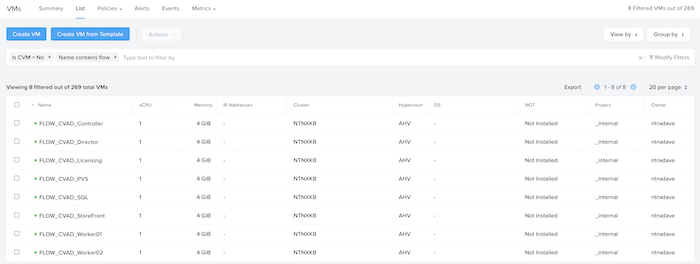 VMs Summary List Policies Alerts Events Metrics 8 Filtered VMs out of 269
Create VM Create VM from Template Actions View by Group by
Is CVM = No × Name contains flow × Type text to filter by × Modify Filters
Viewing 8 filtered out of 269 total VMs Export 1 - 8 of 8 20 per page
Name vCPU Memory IP Addresses Cluster Hypervisor OS NGT Project Owner
FLOW_CVAD_Controller 1 4 GiB - NTNXKB AHV - Not Installed _internal ntnxdave
FLOW_CVAD_Director 1 4 GiB - NTNXKB AHV - Not Installed _internal ntnxdave
FLOW_CVAD_Licensing 1 4 GiB - NTNXKB AHV - Not Installed _internal ntnxdave
FLOW_CVAD_PVS 1 4 GiB - NTNXKB AHV - Not Installed _internal ntnxdave
FLOW_CVAD_SQL 1 4 GiB - NTNXKB AHV - Not Installed _internal ntnxdave
FLOW_CVAD_StoreFront 1 4 GiB - NTNXKB AHV - Not Installed _internal ntnxdave
FLOW_CVAD_Worker01 1 4 GiB - NTNXKB AHV - Not Installed _internal ntnxdave
FLOW_CVAD_Worker02 1 4 GiB - NTNXKB AHV - Not Installed _internal ntnxdave